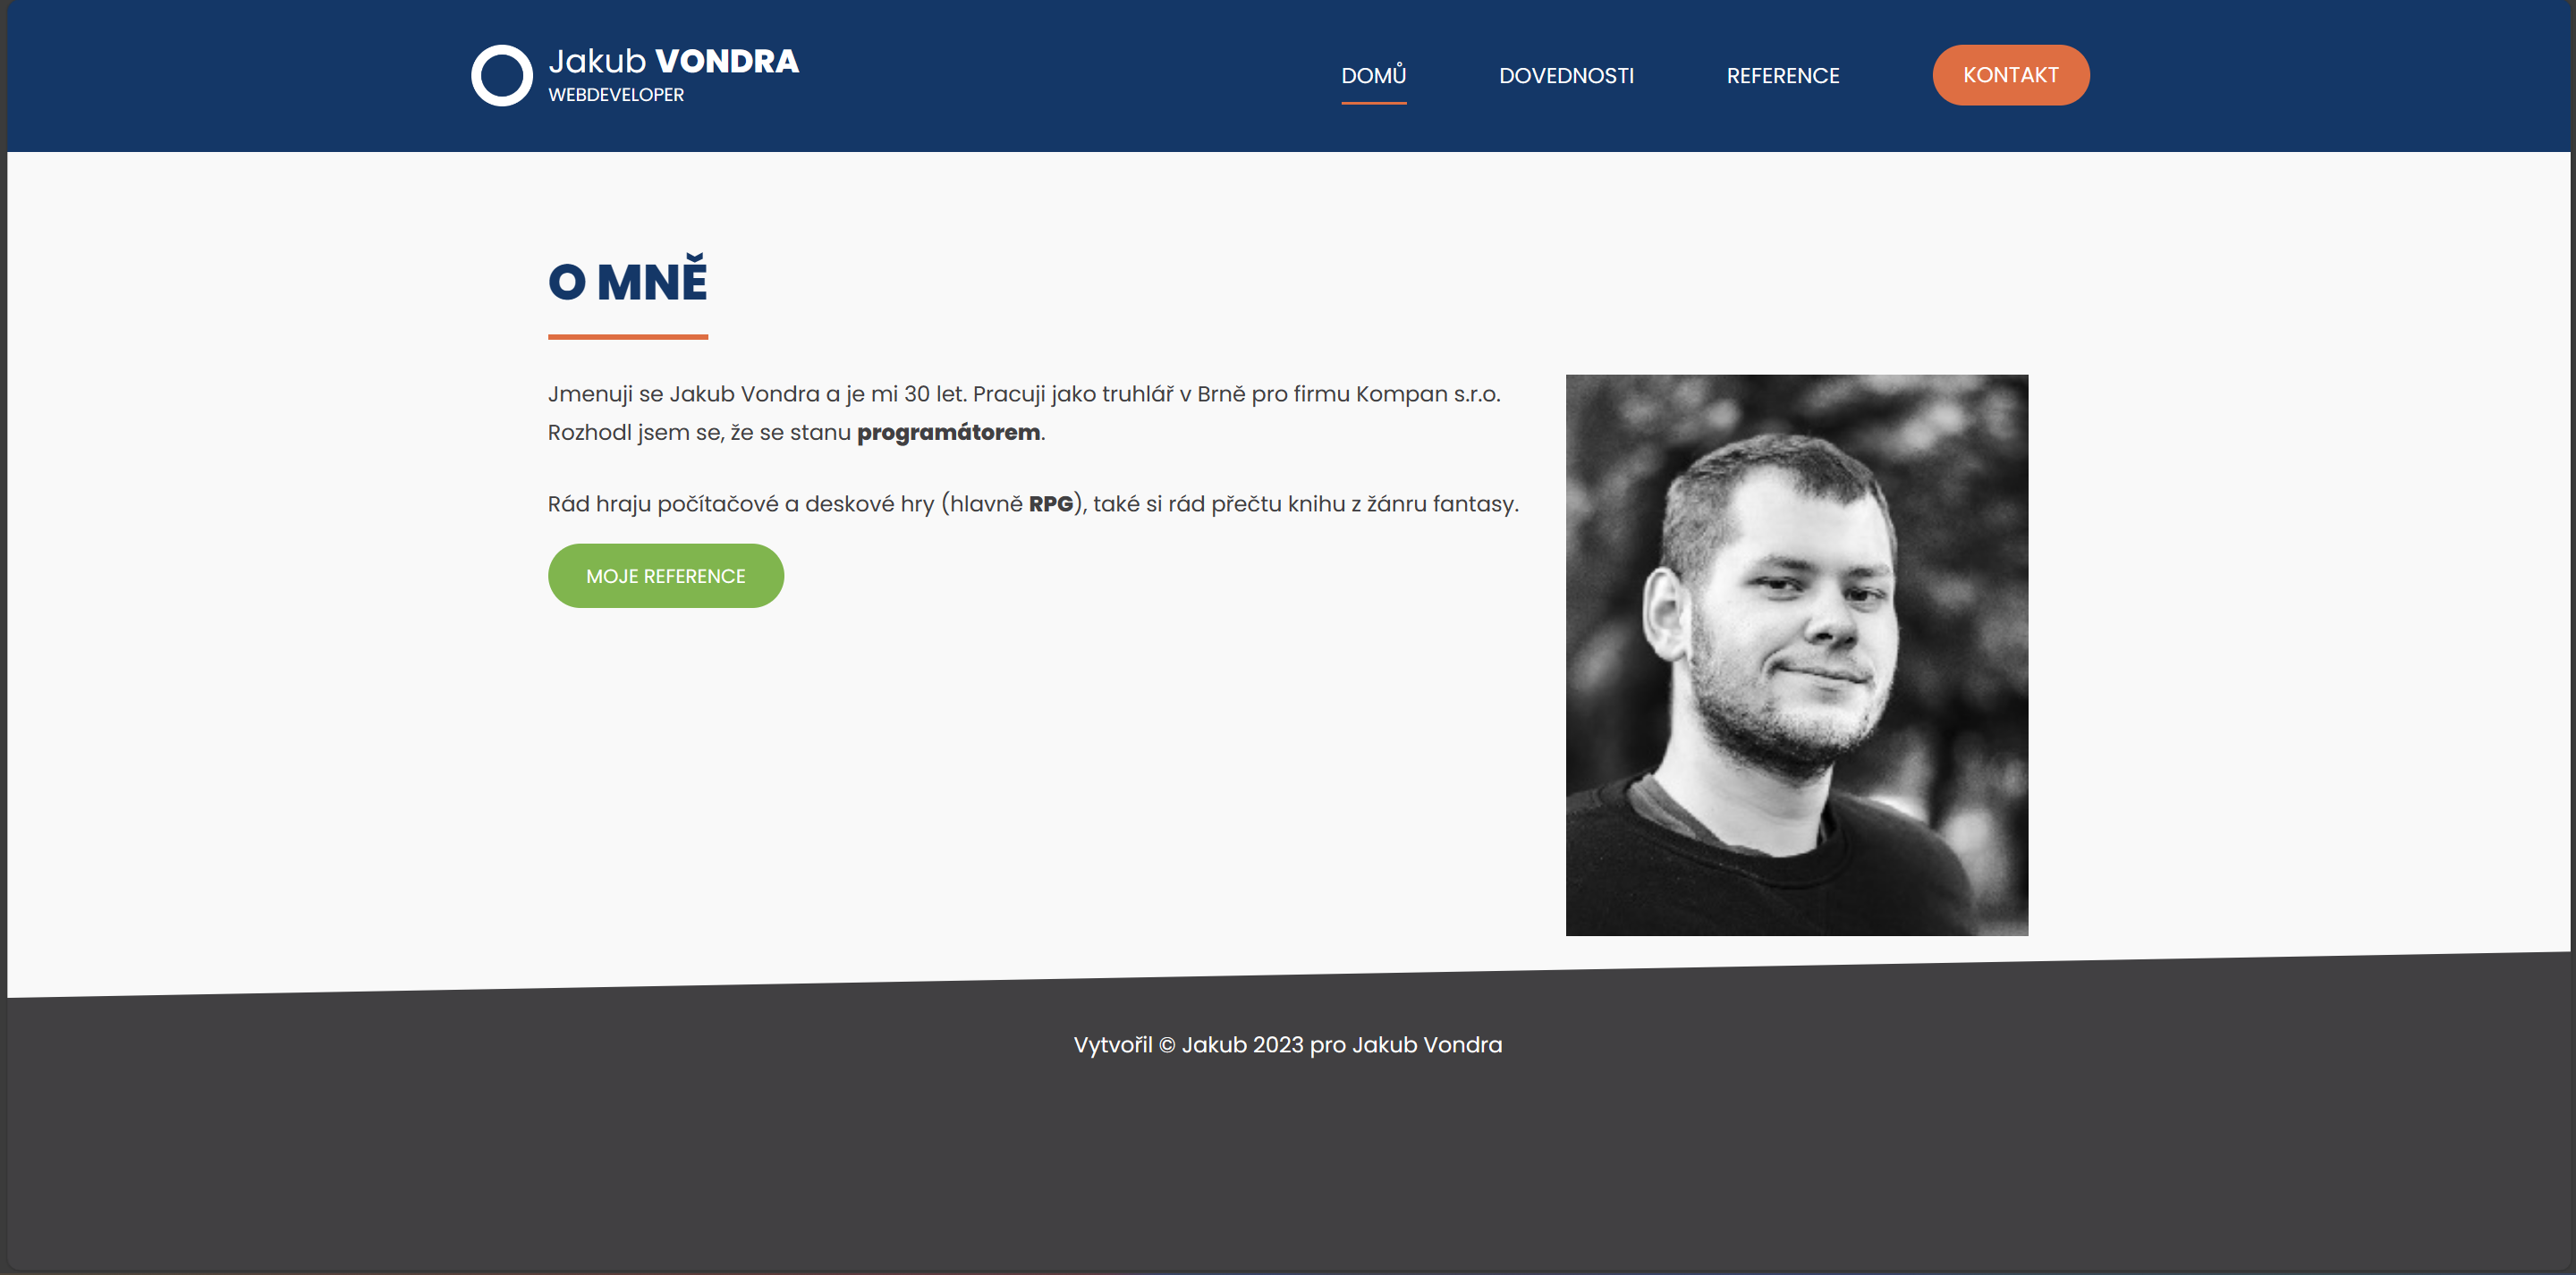 Jakub VONDRA
WEBDEVELOPER
DOMŮ
DOVEDNOSTI
REFERENCE
KONTAKT
O MNĚ
Jmenuji se Jakub Vondra a je mi 30 let. Pracuji jako truhlář v Brně pro firmu Kompan s.r.o.
Rozhodl jsem se, že se stanu programátorem.
Rád hraju počítačové a deskové hry (hlavně RPG), také si rád přečtu knihu z žánru fantasy.
MOJE REFERENCE
Vytvořil © Jakub 2023 pro Jakub Vondra